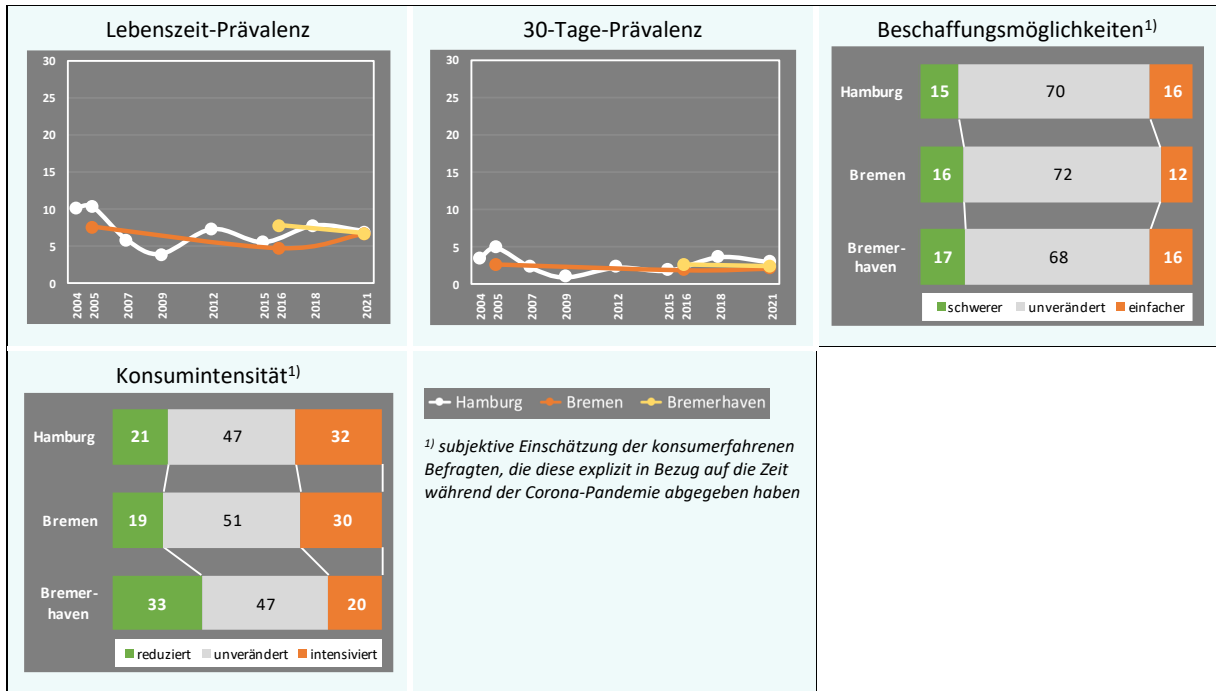 Lebenszeit-Prävalenz
30
25
20
15
10
5
0
2004
2005
2007
2009
2012
2015
2016
2018
2021
30-Tage-Prävalenz
30
25
20
15
10
5
0
2004
2005
2007
2009
2012
2015
2016
2018
2021
Beschaffungsmöglichkeiten1)
Hamburg 15 70 16
Bremen 16 72 12
Bremer-
haven 17 68 16
schwerer unverändert einfacher
Konsumintensität1)
Hamburg 21 47 32
Bremen 19 51 30
Bremer-
haven 33 47 20
reduziert unverändert intensiviert
Hamburg Bremen Bremerhaven
1) subjektive Einschätzung der konsumerfahrenen
Befragten, die diese explizit in Bezug auf die Zeit
während der Corona-Pandemie abgegeben haben